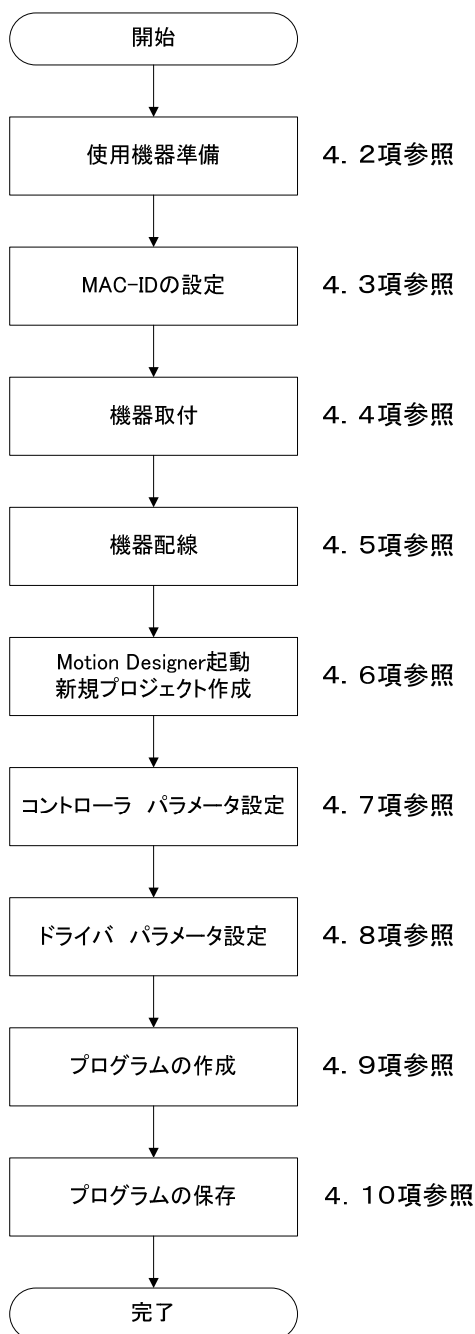 開始
使用機器準備
4．2項参照
MAC-IDの設定
4．3項参照
機器取付
4．4項参照
機器配線
4．5項参照
Motion Designer起動
新規プロジェクト作成
4．6項参照
コントローラ　パラメータ設定
4．7項参照
ドライバ　パラメータ設定
4．8項参照
プログラムの作成
4．9項参照
プログラムの保存
4．10項参照
完了